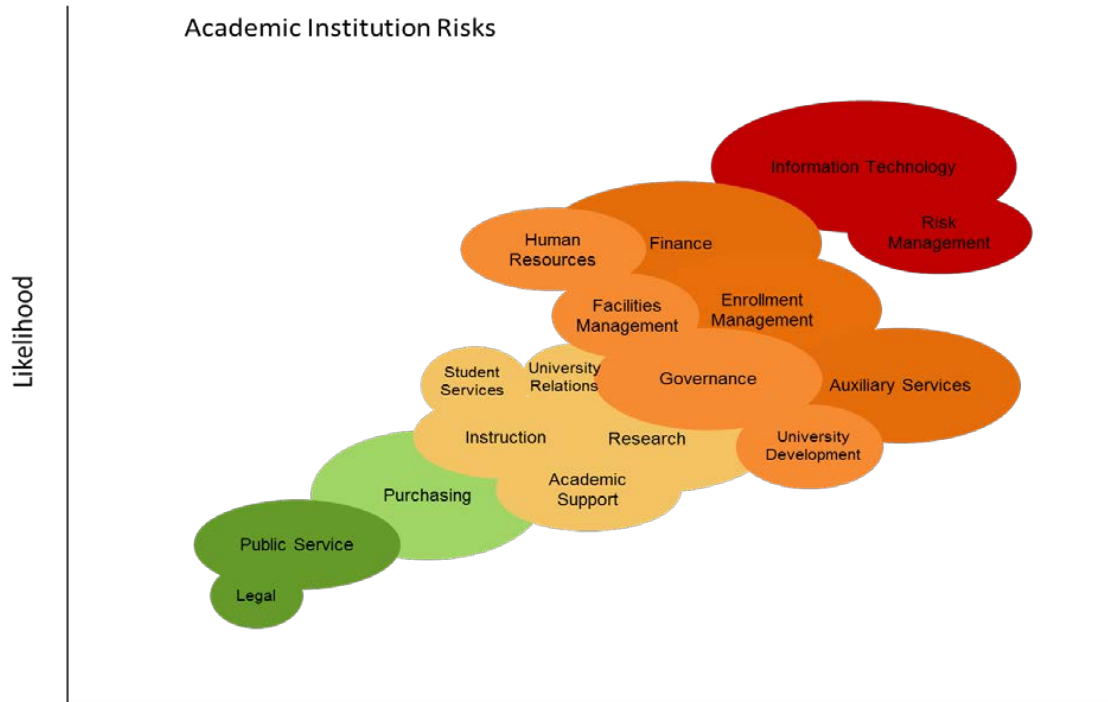 Academic Institution Risks
Likelihood
Information Technology
Risk
Management
Human
Resources
Finance
Facilities
Management
Enrollment
Management
Student
Services
University
Relations
Governance
Auxiliary Services
Instruction
Research
University
Development
Academic
Support
Purchasing
Public Service
Legal